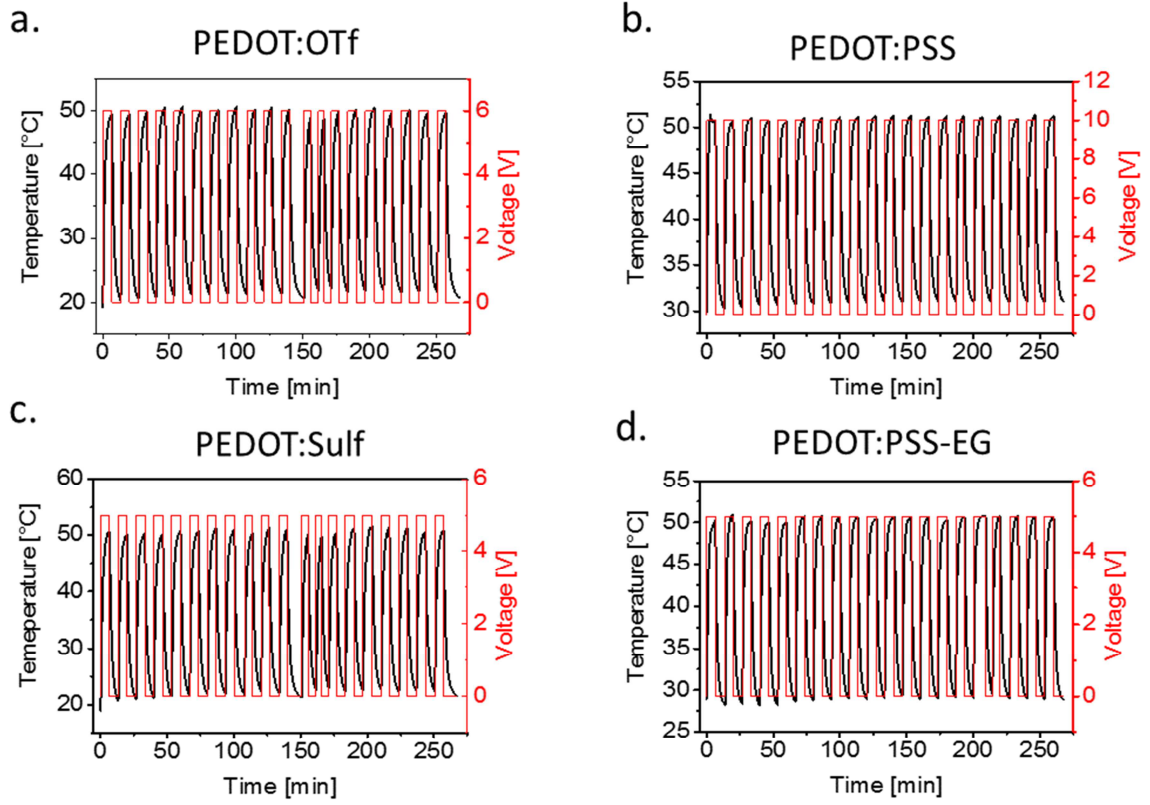 a.
PEDOT:OTf
50
40
30
20
Temperature [°C]
6
4
2
0
Voltage [V]
0 50 100 150 200 250
Time [min]
b.
PEDOT:PSS
55
50
45
40
35
30
Temperature [°C]
12
10
8
6
4
2
0
Voltage [V]
0 50 100 150 200 250
Time [min]
c.
PEDOT:Sulf
60
50
40
30
20
Temeperature [°C]
6
4
2
0
Voltage [V]
0 50 100 150 200 250
Time [min]
d.
PEDOT:PSS-EG
55
50
45
40
35
30
25
Temperature [°C]
6
4
2
0
Voltage [V]
0 50 100 150 200 250
Time [min]